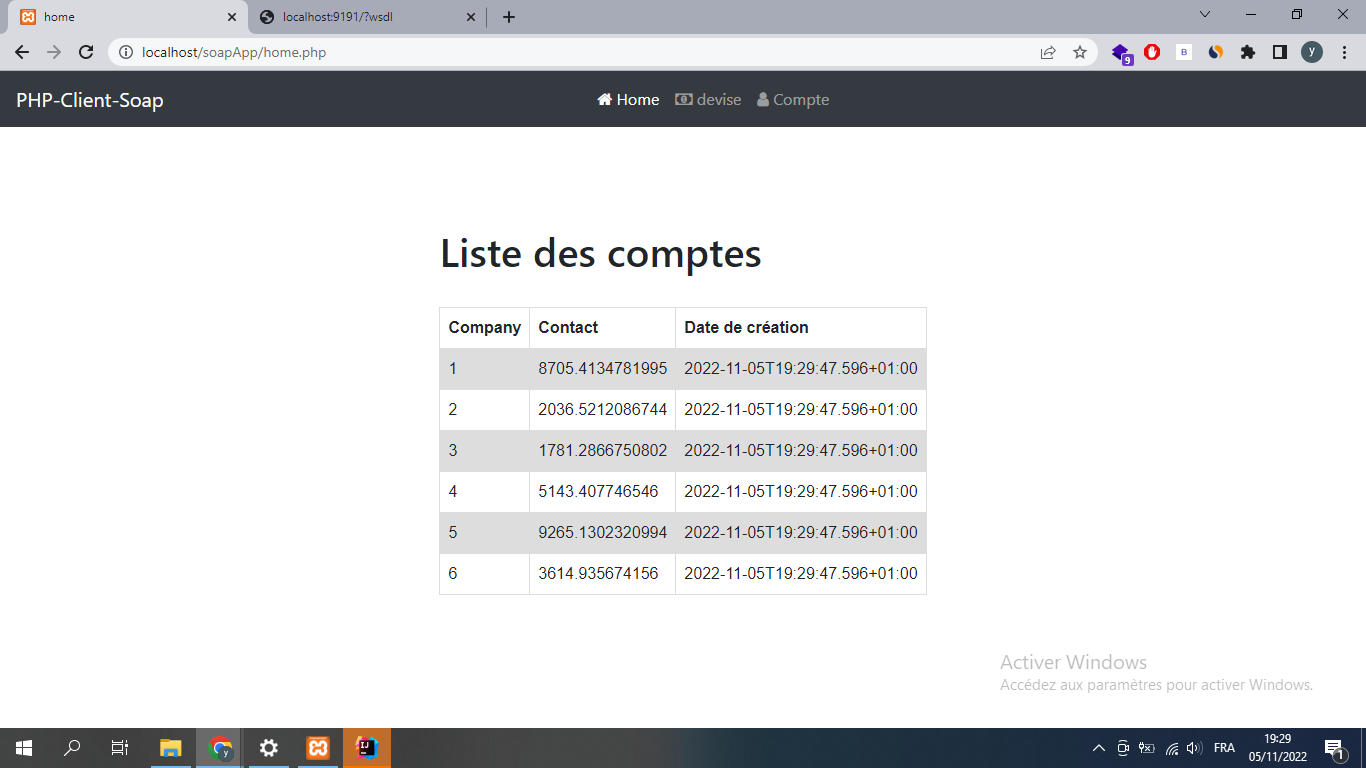 home
localhost:9191/?wsdl
localhost/soapApp/home.php
9
y
PHP-Client-Soap
Home
devise
Compte
Liste des comptes
Company Contact Date de création
1 8705.4134781995 2022-11-05T19:29:47.596+01:00
2 2036.5212086744 2022-11-05T19:29:47.596+01:00
3 1781.2866750802 2022-11-05T19:29:47.596+01:00
4 5143.407746546 2022-11-05T19:29:47.596+01:00
5 9265.1302320994 2022-11-05T19:29:47.596+01:00
6 3614.935674156 2022-11-05T19:29:47.596+01:00
Activer Windows
Accédez aux paramètres pour activer Windows.
FRA
19:29
05/11/2022
1